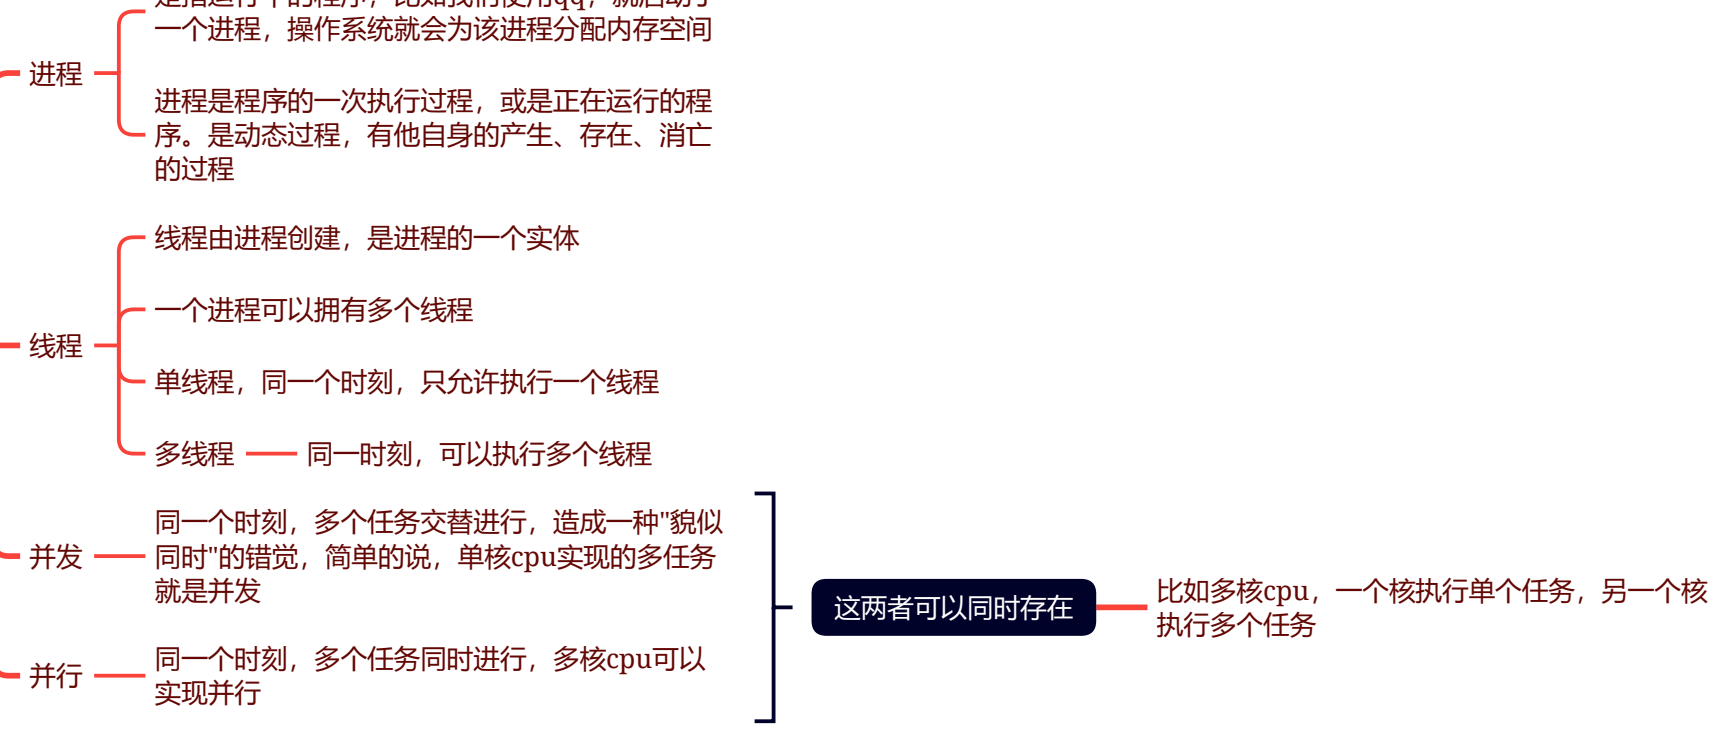 一个进程，操作系统就会为该进程分配内存空间
进程
进程是程序的一次执行过程，或是正在运行的程
序。是动态过程，有他自身的产生、存在、消亡
的过程
线程由进程创建，是进程的一个实体
一个进程可以拥有多个线程
线程
单线程，同一个时刻，只允许执行一个线程
多线程
同一时刻，可以执行多个线程
并发
同一个时刻，多个任务交替进行，造成一种"貌似
同时"的错觉，简单的说，单核cpu实现的多任务
就是并发
并行
同一个时刻，多个任务同时进行，多核cpu可以
实现并行
这两者可以同时存在
比如多核cpu，一个核执行单个任务，另一个核
执行多个任务